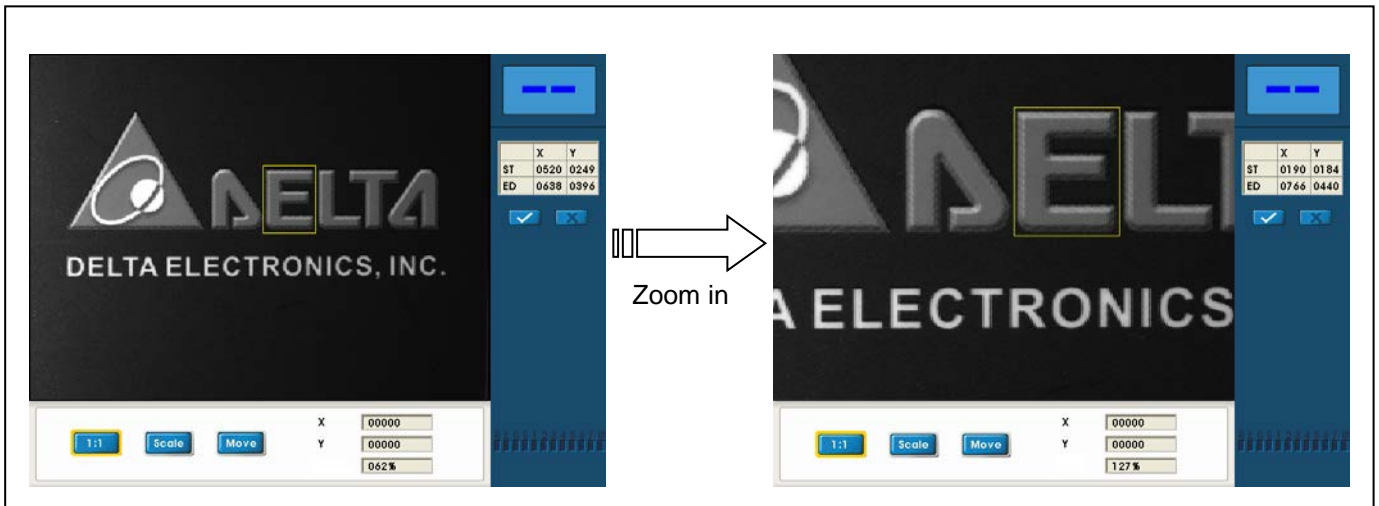 DELTA
DELTA ELECTRONICS, INC.
X Y
ST 0520 0249
ED 0638 0396
1:1 Scale Move
X 00000
Y 00000
062%
Zoom in
DELT
A ELECTRONICS
X Y
ST 0190 0184
ED 0766 0440
1:1 Scale Move
X 00000
Y 00000
127%